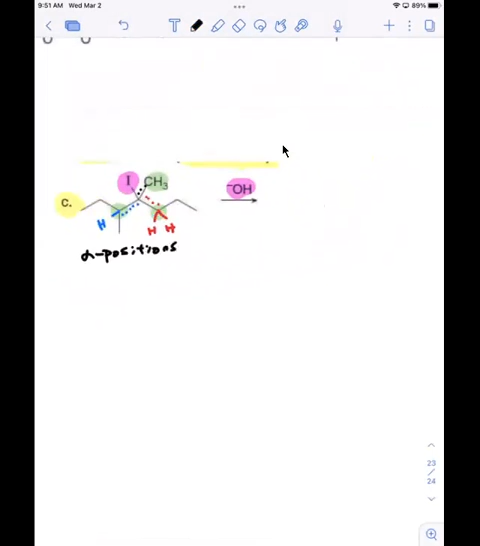 9:51 AM Wed Mar 2
89%
T
I
CH3
-OH
C.
H
H H
α-positions
23
/
24